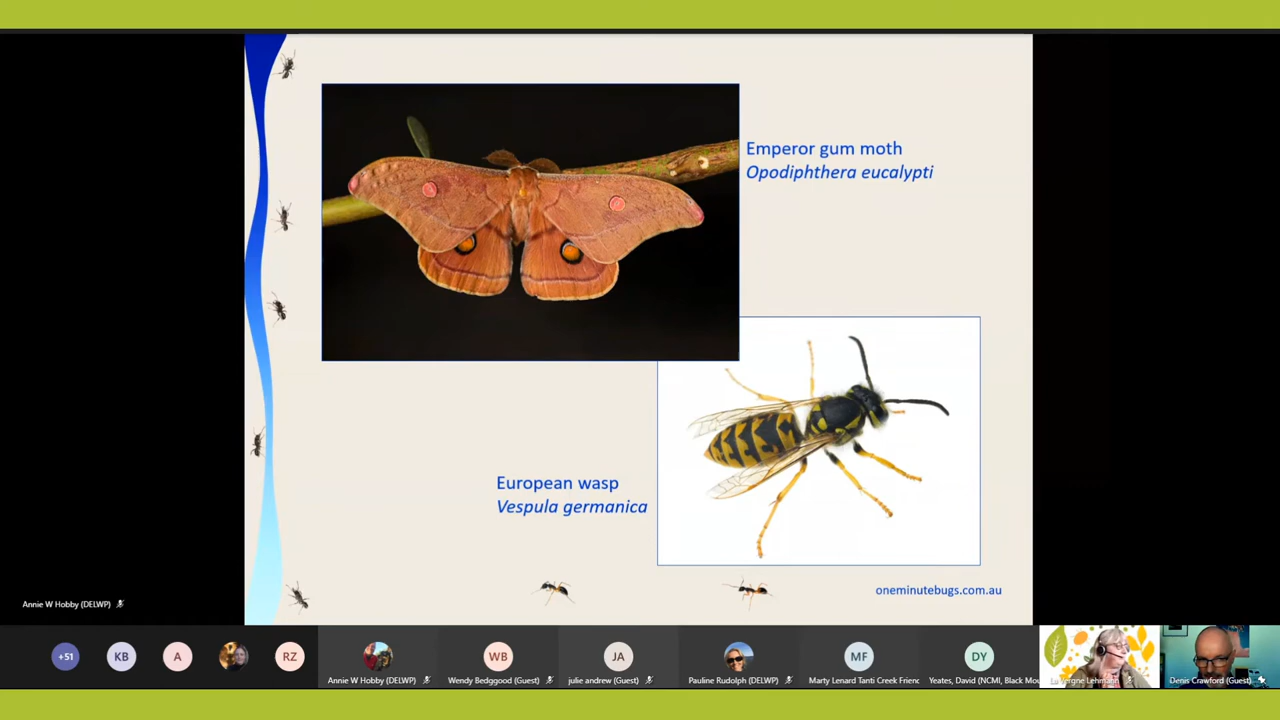 Emperor gum moth
Opodiphthera eucalypti
European wasp
Vespula germanica
oneminutebugs.com.au
Annie W Hobby (DELWP)
+51
KB
A
RZ
Annie W Hobby (DELWP)
WB
Wendy Bedggood (Guest)
JA
julie andrew (Guest)
Pauline Rudolph (DELWP)
MF
Marty Lenard Tanti Creek Frienc
DY
Yeates, David (NCMI, Black Mou
La Vergne Lehmann
Denis Crawford (Guest)